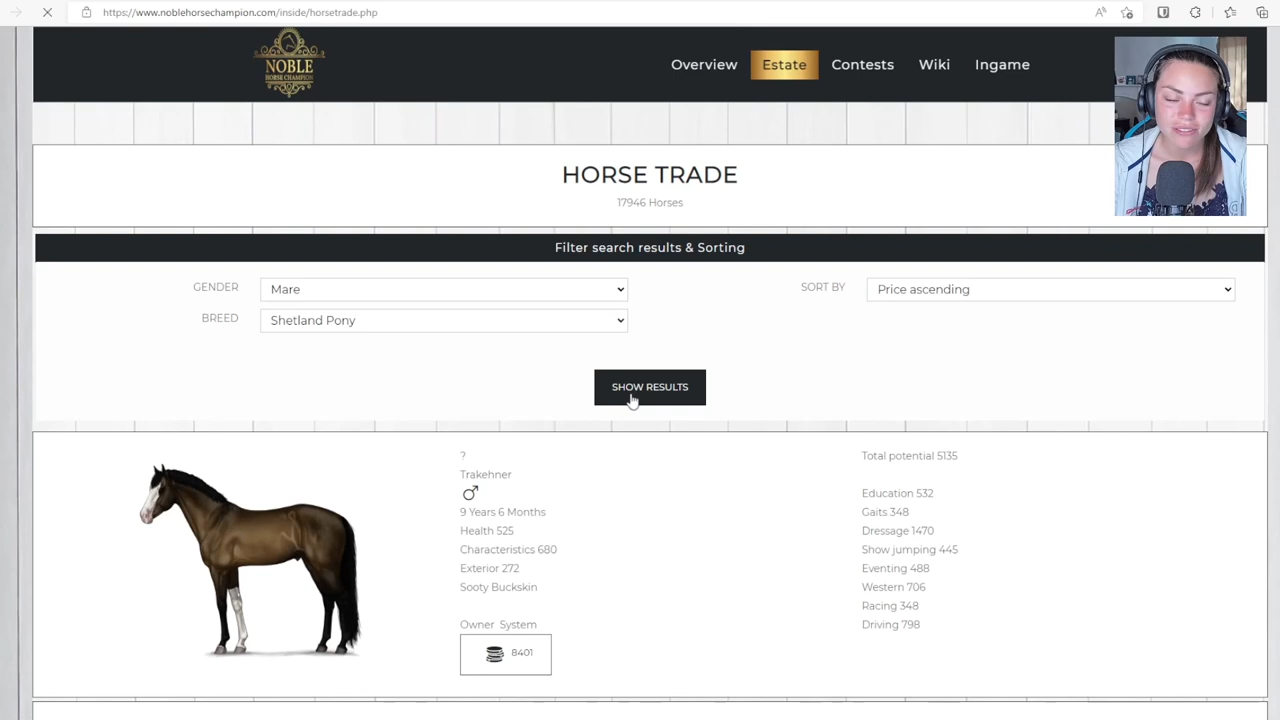 https://www.noblehorsechampion.com/inside/horsetrade.php
NOBLE
HORSE CHAMPION
Overview
Estate
Contests
Wiki
Ingame
HORSE TRADE
17946 Horses
Filter search results & Sorting
GENDER
Mare
SORT BY
Price ascending
BREED
Shetland Pony
SHOW RESULTS
?
Trakehner
9 Years 6 Months
Health 525
Characteristics 680
Exterior 272
Sooty Buckskin
Owner System
8401
Total potential 5135
Education 532
Gaits 348
Dressage 1470
Show jumping 445
Eventing 488
Western 706
Racing 348
Driving 798